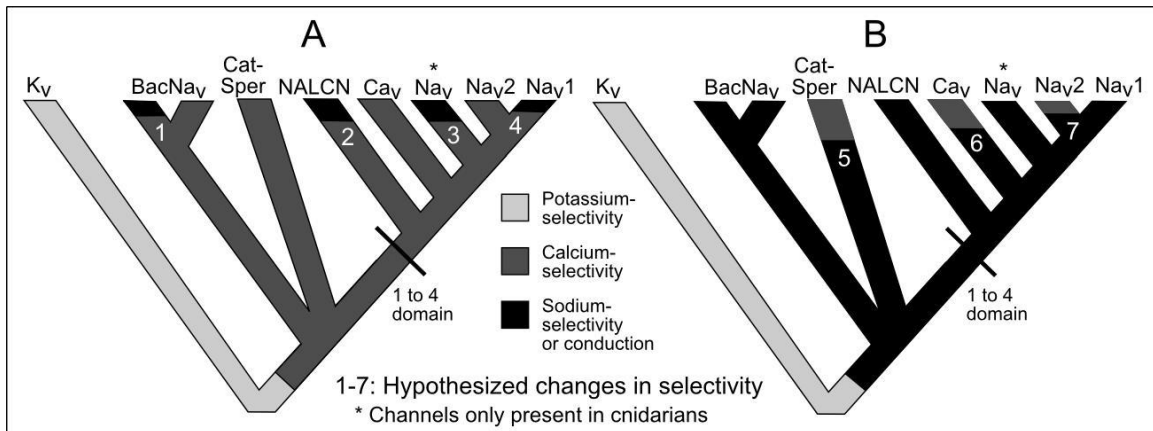 A
B
Kv
BacNav
Cat-
Sper
NALCN
Cav
*
Nav
Nav2
Nav1
1
2
3
4
Kv
BacNav
Cat-
Sper
NALCN
Cav
*
Nav
Nav2
Nav1
5
6
7
Potassium-
selectivity
Calcium-
selectivity
Sodium-
selectivity
or conduction
1 to 4
domain
1 to 4
domain
1-7: Hypothesized changes in selectivity
* Channels only present in cnidarians